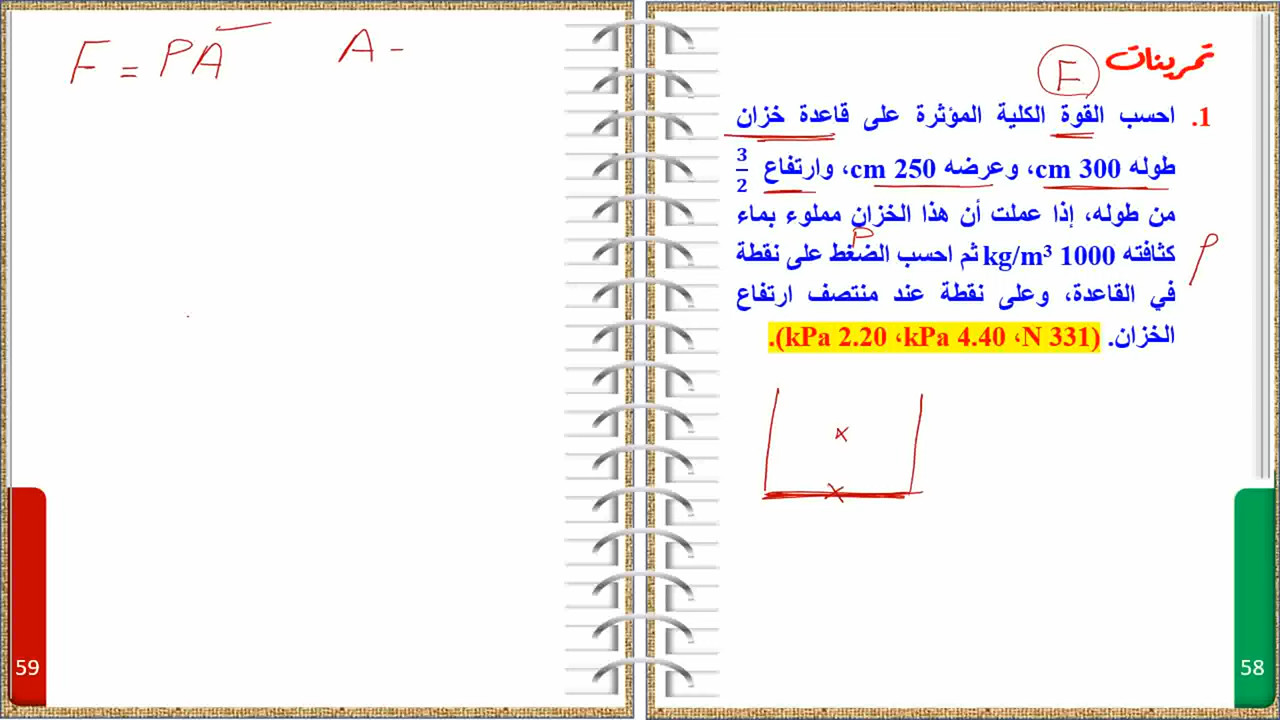 تمرينات
F
1. احسب القوة الكلية المؤثرة على قاعدة خزان
طوله 300 cm، وعرضه 250 cm، وارتفاع 3/2
من طوله، إذا عملت أن هذا الخزان مملوء بماء
P
كثافته 1000 kg/m³ ثم احسب الضغط على نقطة
ρ
في القاعدة، وعلى نقطة عند منتصف ارتفاع
الخزان. (331 N، 4.40 kPa، 2.20 kPa).
58
F = PA
A -
59